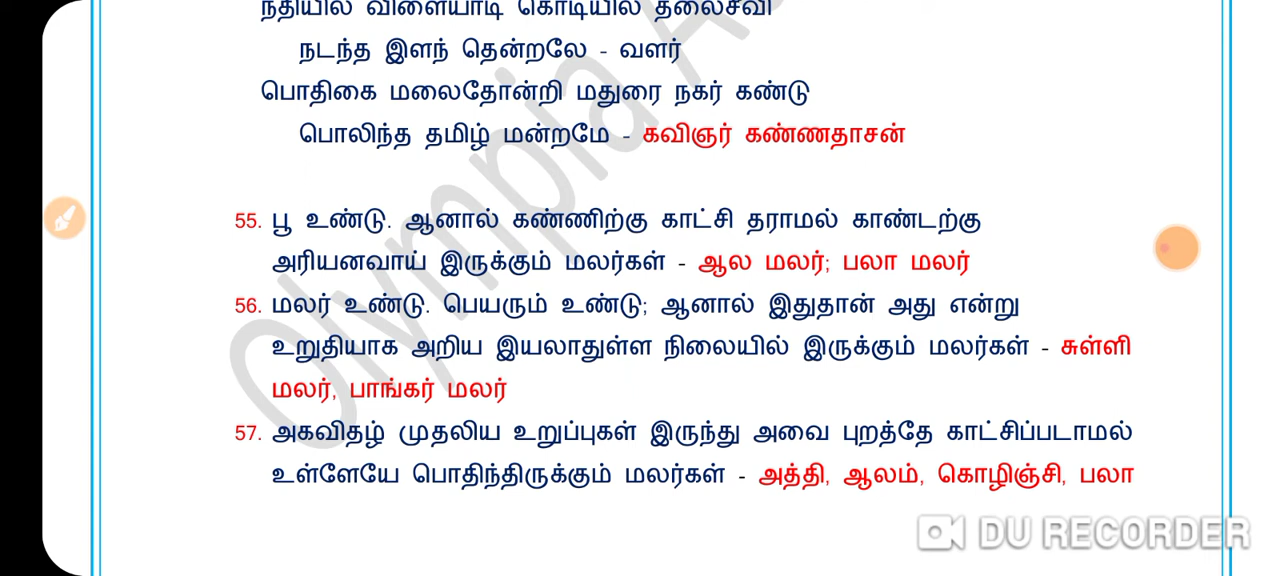 நதியில் விளையாடி கொடியில் தலைசீவி
நடந்த இளந் தென்றலே - வளர்
பொதிகை மலைதோன்றி மதுரை நகர் கண்டு
பொலிந்த தமிழ் மன்றமே - கவிஞர் கண்ணதாசன்
55. பூ உண்டு. ஆனால் கண்ணிற்கு காட்சி தராமல் காண்டற்கு
அரியனவாய் இருக்கும் மலர்கள் - ஆல மலர்; பலா மலர்
56. மலர் உண்டு. பெயரும் உண்டு; ஆனால் இதுதான் அது என்று
உறுதியாக அறிய இயலாதுள்ள நிலையில் இருக்கும் மலர்கள் - சுள்ளி
மலர், பாங்கர் மலர்
57. அகவிதழ் முதலிய உறுப்புகள் இருந்து அவை புறத்தே காட்சிப்படாமல்
உள்ளேயே பொதிந்திருக்கும் மலர்கள் - அத்தி, ஆலம், கொழிஞ்சி, பலா
Olympia A
DU RECORDER